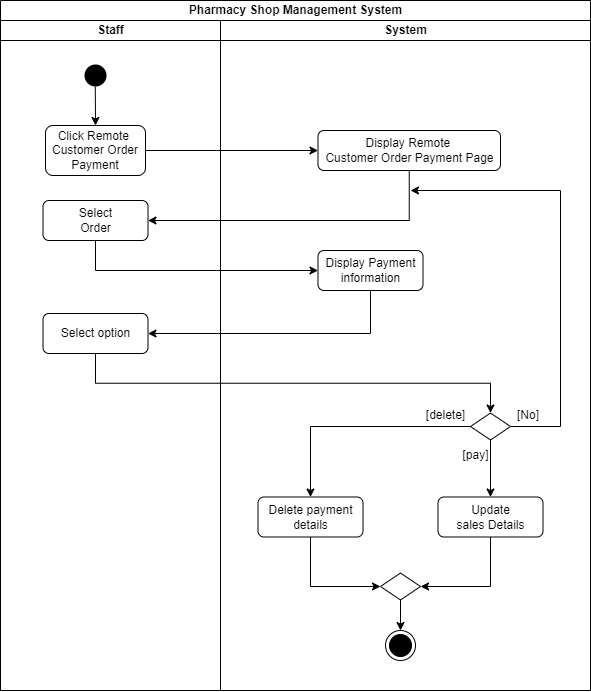 Pharmacy Shop Management System
Staff
System
Click Remote
Customer Order
Payment
Display Remote
Customer Order Payment Page
Select
Order
Display Payment
information
Select option
[delete]
[No]
[pay]
Delete payment
details
Update
sales Details